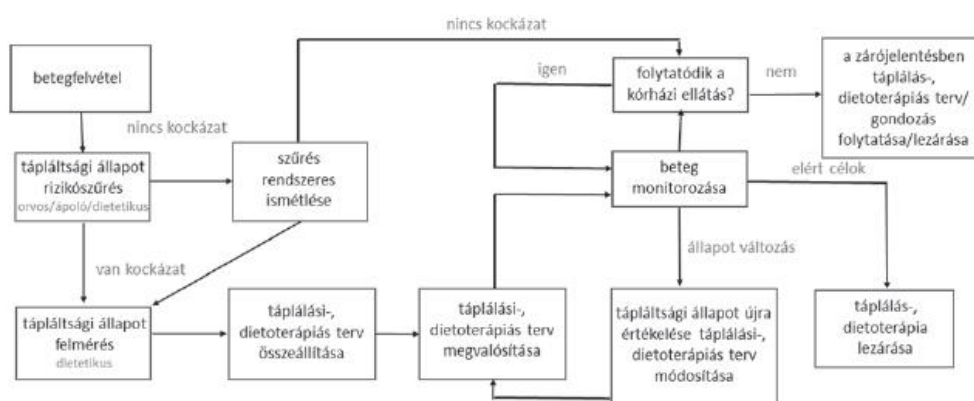 nincs kockázat
betegfelvétel
nincs kockázat
tápláltsági állapot
rizikószűrés
orvos/ápoló/dietetikus
szűrés
rendszeres
ismétlése
igen
folytatódik a
kórházi ellátás?
nem
a zárójelentésben
táplálás-,
dietoterápiás terv/
gondozás
folytatása/lezárása
beteg
monitorozása
elért célok
van kockázat
állapot változás
tápláltsági állapot
felmérés
dietetikus
táplálási-,
dietoterápiás terv
összeállítása
táplálási-,
dietoterápiás terv
megvalósítása
tápláltsági állapot újra
értékelése táplálási-,
dietoterápiás terv
módosítása
táplálás-,
dietoterápia
lezárása